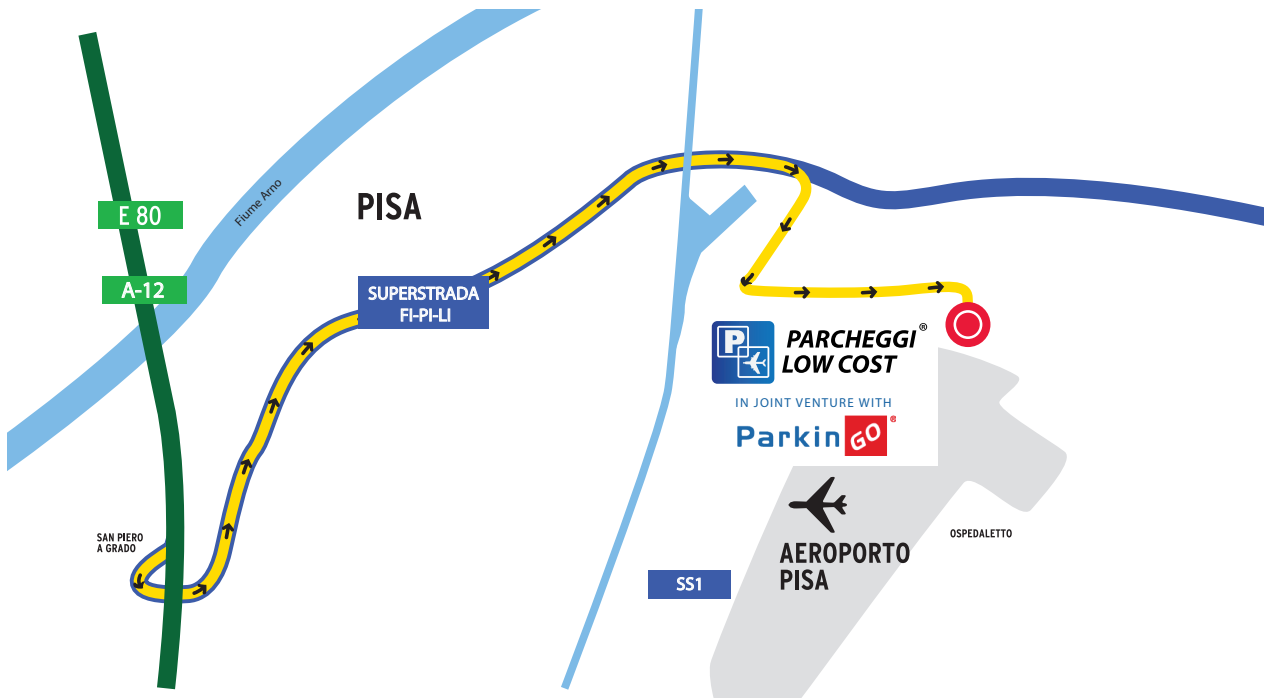 E 80
Fiume Arno
PISA
A-12
SUPERSTRADA
FI-PI-LI
P
PARCHEGGI®
LOW COST
IN JOINT VENTURE WITH
ParkinGO®
SAN PIERO
A GRADO
OSPEDALETTO
AEROPORTO
PISA
SS1